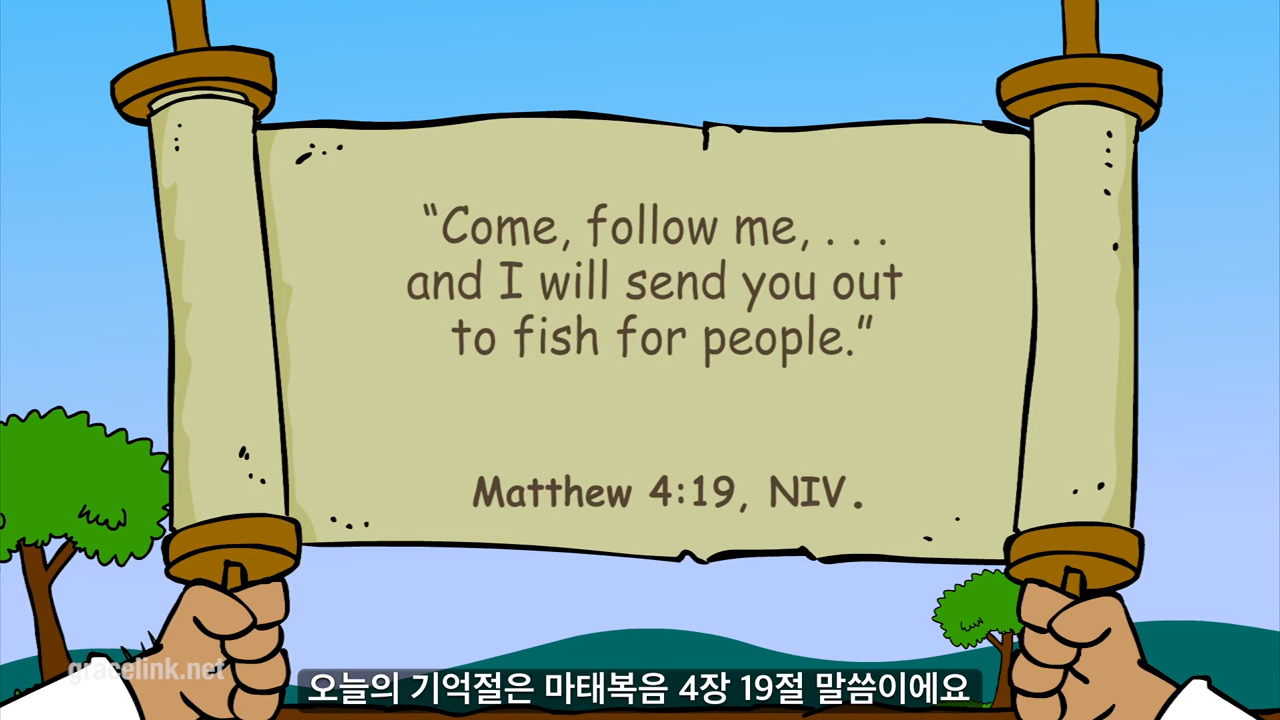 “Come, follow me, . . .
and I will send you out
to fish for people.”
Matthew 4:19, NIV.
gracelink.net
오늘의 기억절은 마태복음 4장 19절 말씀이에요